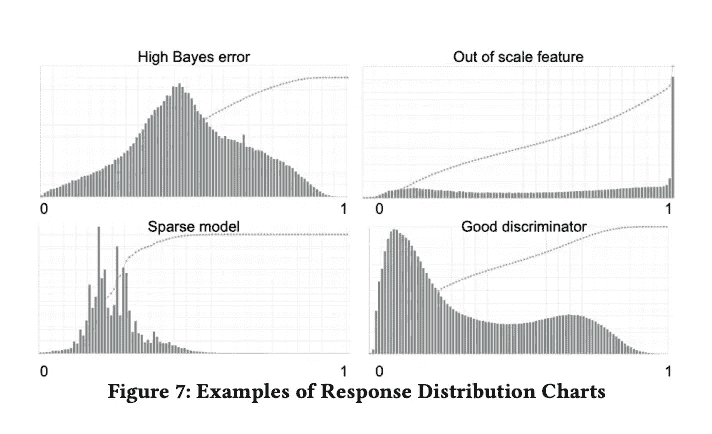 High Bayes error
Out of scale feature
0 1
0 1
Sparse model
Good discriminator
0 1
0 1
Figure 7: Examples of Response Distribution Charts